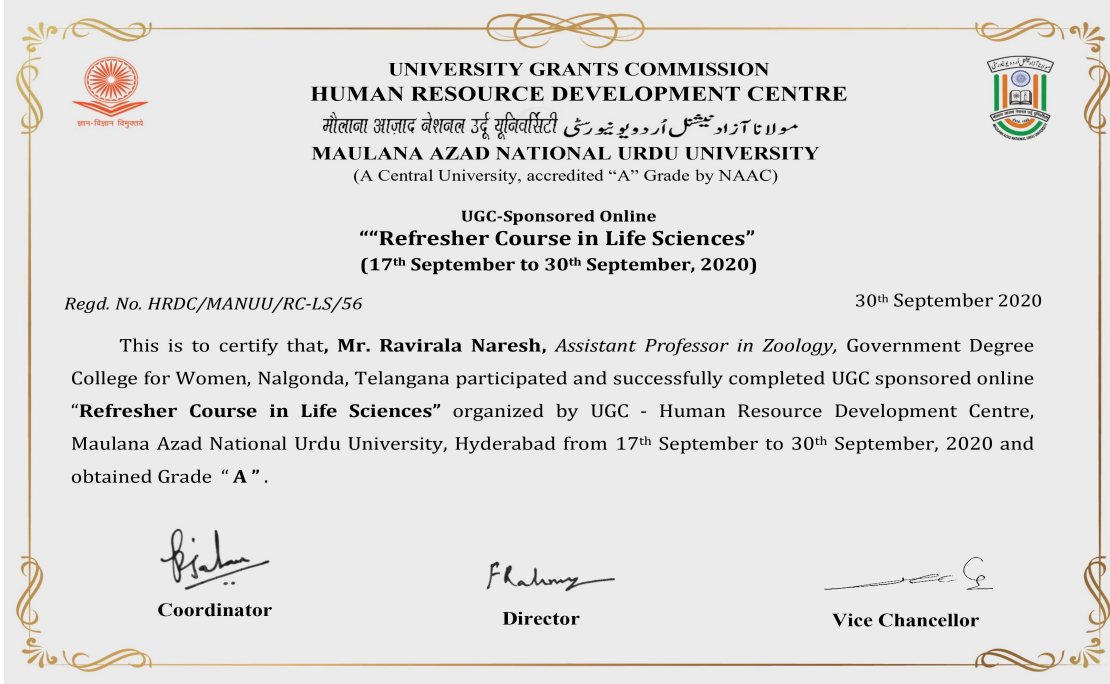 UNIVERSITY GRANTS COMMISSION
HUMAN RESOURCE DEVELOPMENT CENTRE
मौलाना आज़ाद नेशनल उर्दू यूनिवर्सिटी مولانا آزاد نیشنل اُردو یونیورسٹی
MAULANA AZAD NATIONAL URDU UNIVERSITY
(A Central University, accredited “A” Grade by NAAC)
ज्ञान-विज्ञान विमुक्तये
UGC-Sponsored Online
““Refresher Course in Life Sciences”
(17th September to 30th September, 2020)
Regd. No. HRDC/MANUU/RC-LS/56
30th September 2020
This is to certify that, Mr. Ravirala Naresh, Assistant Professor in Zoology, Government Degree
College for Women, Nalgonda, Telangana participated and successfully completed UGC sponsored online
“Refresher Course in Life Sciences” organized by UGC - Human Resource Development Centre,
Maulana Azad National Urdu University, Hyderabad from 17th September to 30th September, 2020 and
obtained Grade “ A ” .
Coordinator
Director
Vice Chancellor